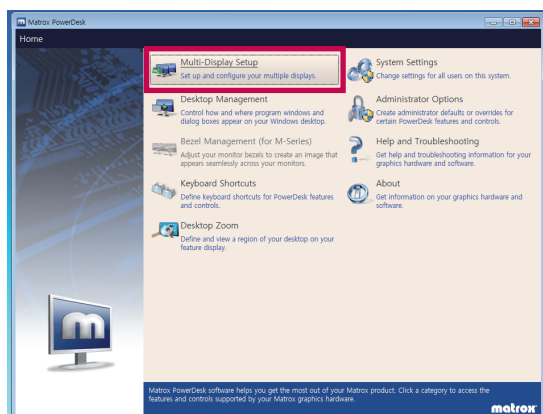 Matrox PowerDesk
Home
Multi-Display Setup
Set up and configure your multiple displays.
Desktop Management
Control how and where program windows and
dialog boxes appear on your Windows desktop.
Bezel Management (for M-Series)
Adjust your monitor bezels to create an image that
appears seamlessly across your monitors.
Keyboard Shortcuts
Define keyboard shortcuts for PowerDesk features
and controls.
Desktop Zoom
Define and view a region of your desktop on your
feature display.
System Settings
Change settings for all users on this system.
Administrator Options
Create administrator defaults or overrides for
certain PowerDesk features and controls.
Help and Troubleshooting
Get help and troubleshooting information for your
graphics hardware and software.
About
Get information on your graphics hardware and
software.
m
Matrox PowerDesk software helps you get the most out of your Matrox product. Click a category to access the
features and controls supported by your Matrox graphics hardware.
matrox